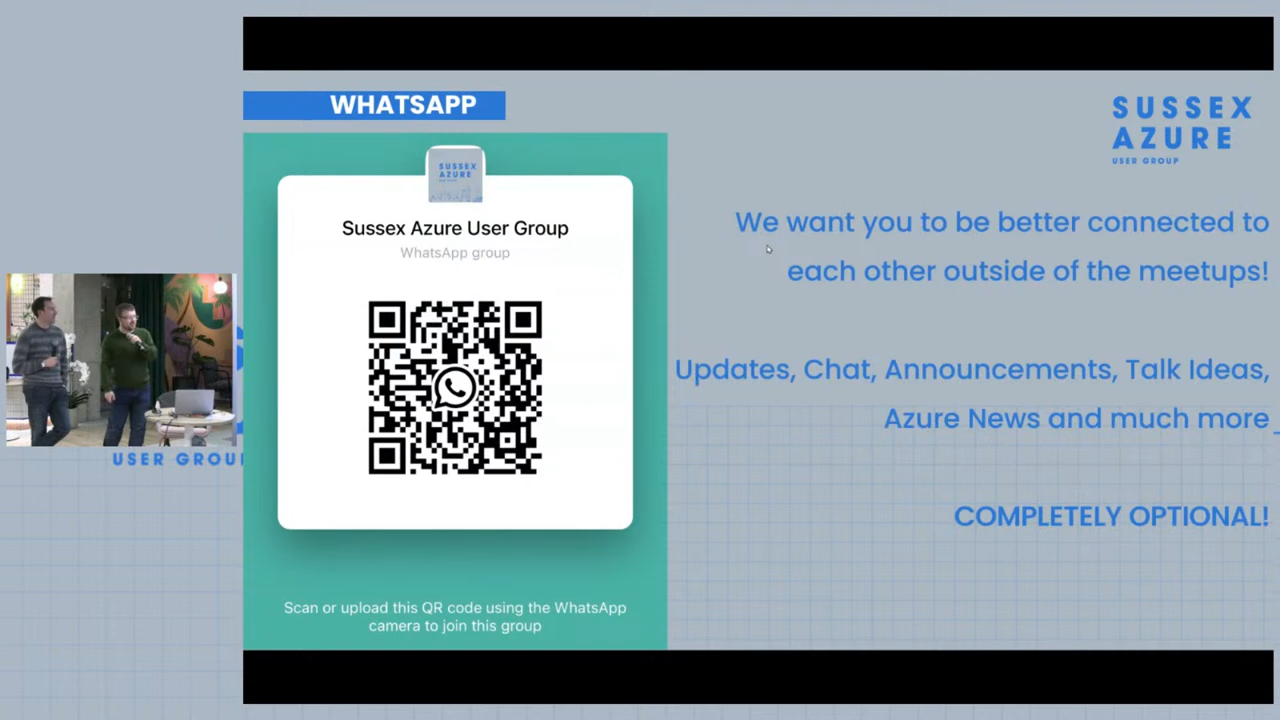 WHATSAPP
SUSSEX
AZURE
USER GROUP
SUSSEX
AZURE
Sussex Azure User Group
WhatsApp group
We want you to be better connected to
each other outside of the meetups!
Updates, Chat, Announcements, Talk Ideas,
Azure News and much more
COMPLETELY OPTIONAL!
USER GROU
Scan or upload this QR code using the WhatsApp
camera to join this group